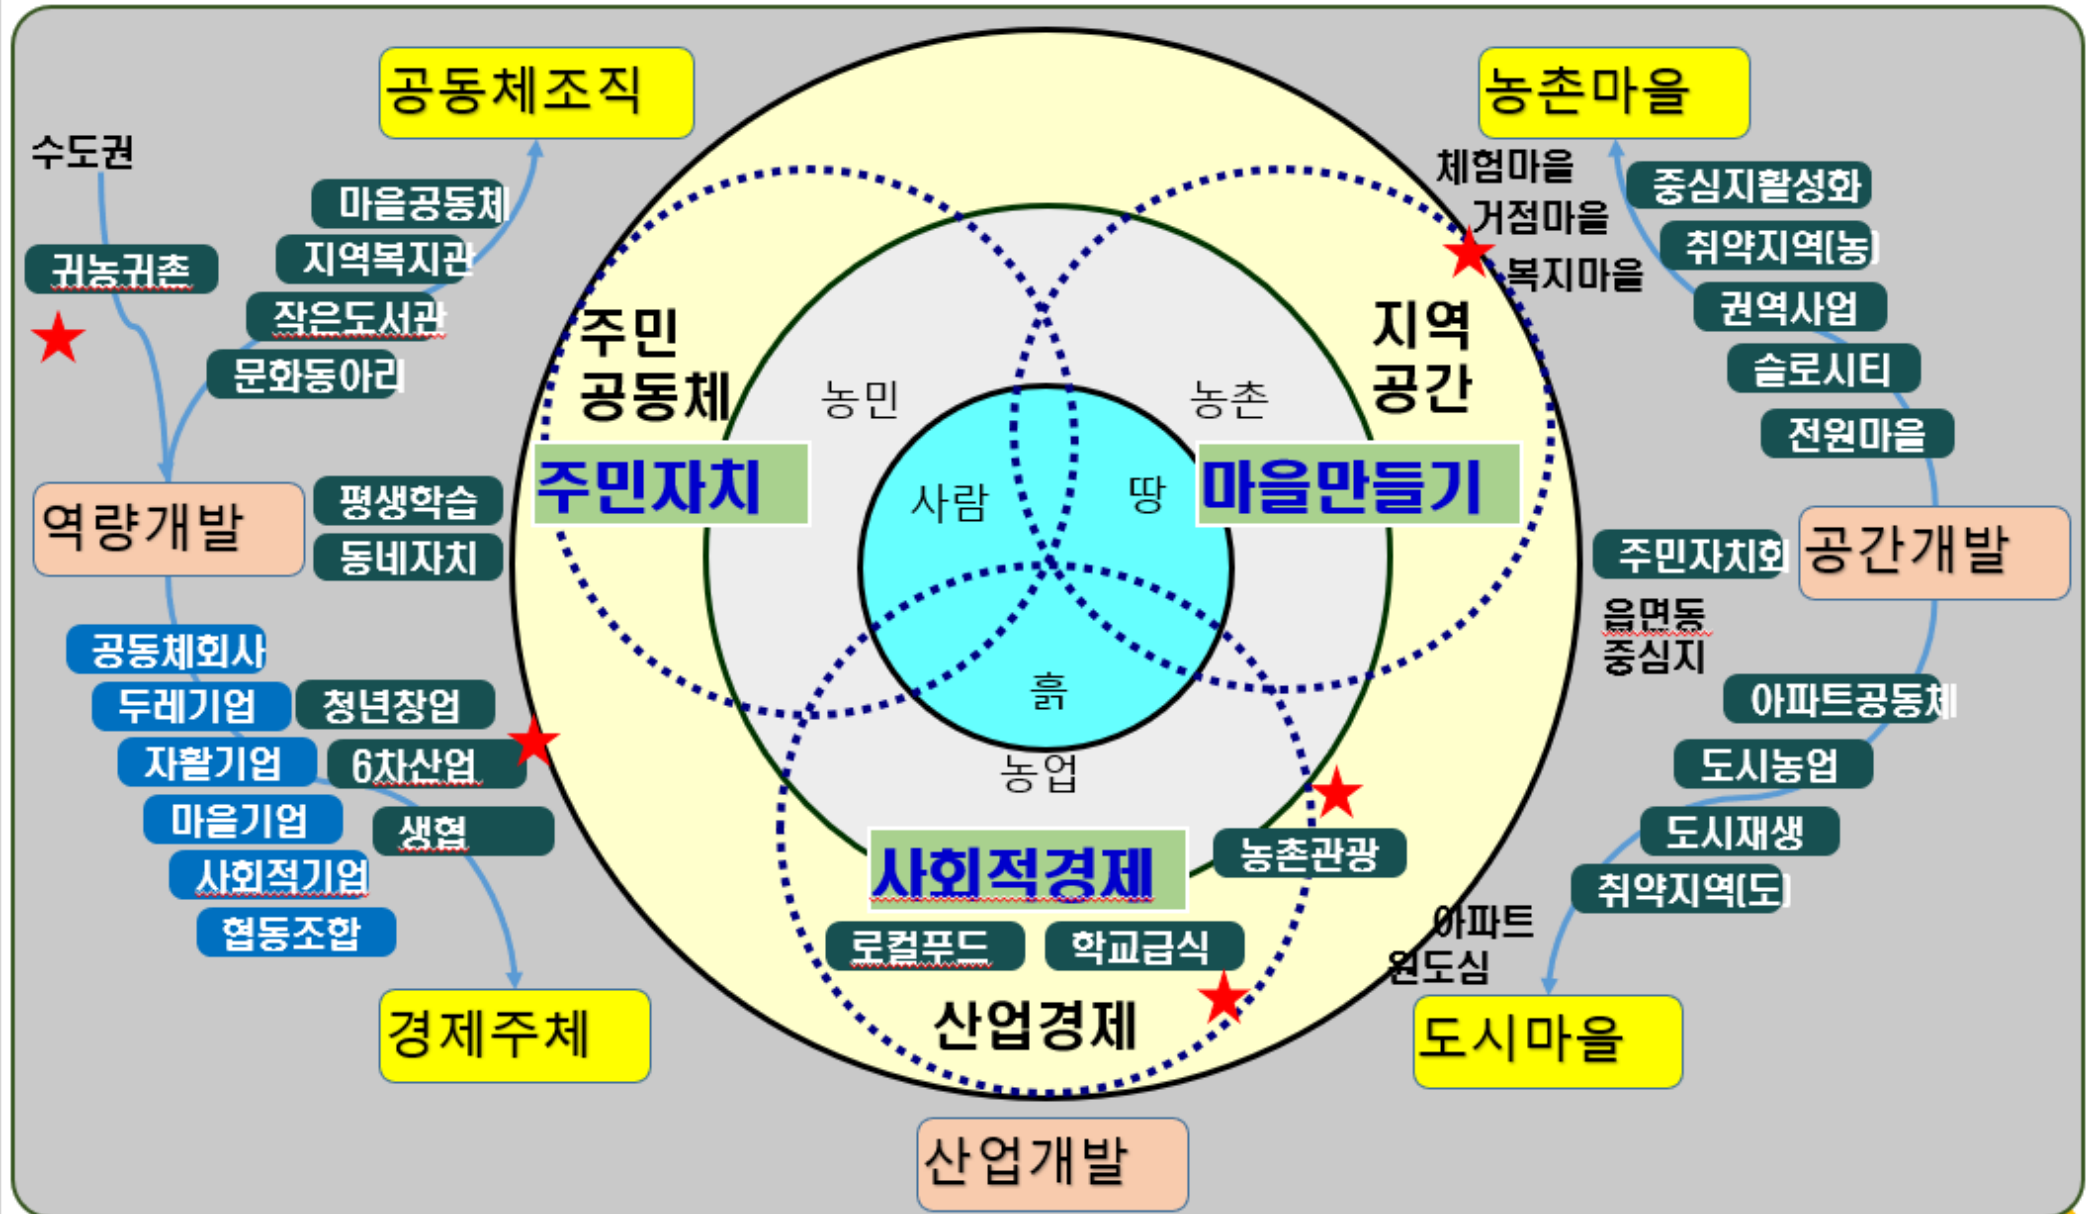 공동체조직
농촌마을
수도권
마을공동체
지역복지관
귀농귀촌
작은도서관
문화동아리
체험마을
거점마을
복지마을
중심지활성화
취약지역(농)
권역사업
슬로시티
전원마을
주민
공동체
지역
공간
농민
농촌
주민자치
마을만들기
사람
땅
흙
농업
역량개발
평생학습
동네자치
주민자치회
공간개발
읍면동
중심지
공동체회사
두레기업
청년창업
자활기업
6차산업
마을기업
생협
사회적기업
협동조합
아파트공동체
도시농업
도시재생
취약지역(도)
사회적경제
농촌관광
로컬푸드
학교급식
아파트
원도심
산업경제
경제주체
도시마을
산업개발